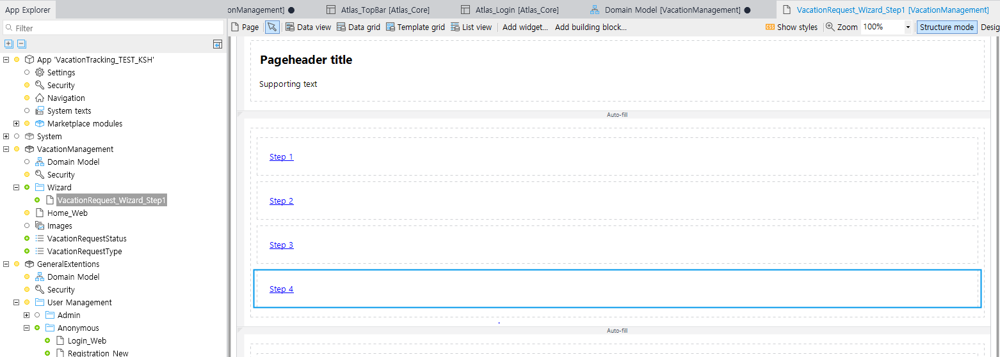 App Explorer
onManagement]
Atlas_TopBar [Atlas_Core]
Atlas_Login [Atlas_Core]
Domain Model [VacationManagement]
VacationRequest_Wizard_Step1 [VacationManagement]
Filter
Page
Data view
Data grid
Template grid
List view
Add widget...
Add building block...
CSS
Show styles
Zoom
100%
Structure mode
Desig
App 'VacationTracking_TEST_KSH'
Settings
Security
Navigation
System texts
Marketplace modules
System
VacationManagement
Domain Model
Security
Wizard
VacationRequest_Wizard_Step1
Home_Web
Images
VacationRequestStatus
VacationRequestType
GeneralExtentions
Domain Model
Security
User Management
Admin
Anonymous
Login_Web
Registration_New
Pageheader title
Supporting text
Auto-fill
Step 1
Step 2
Step 3
Step 4
Auto-fill